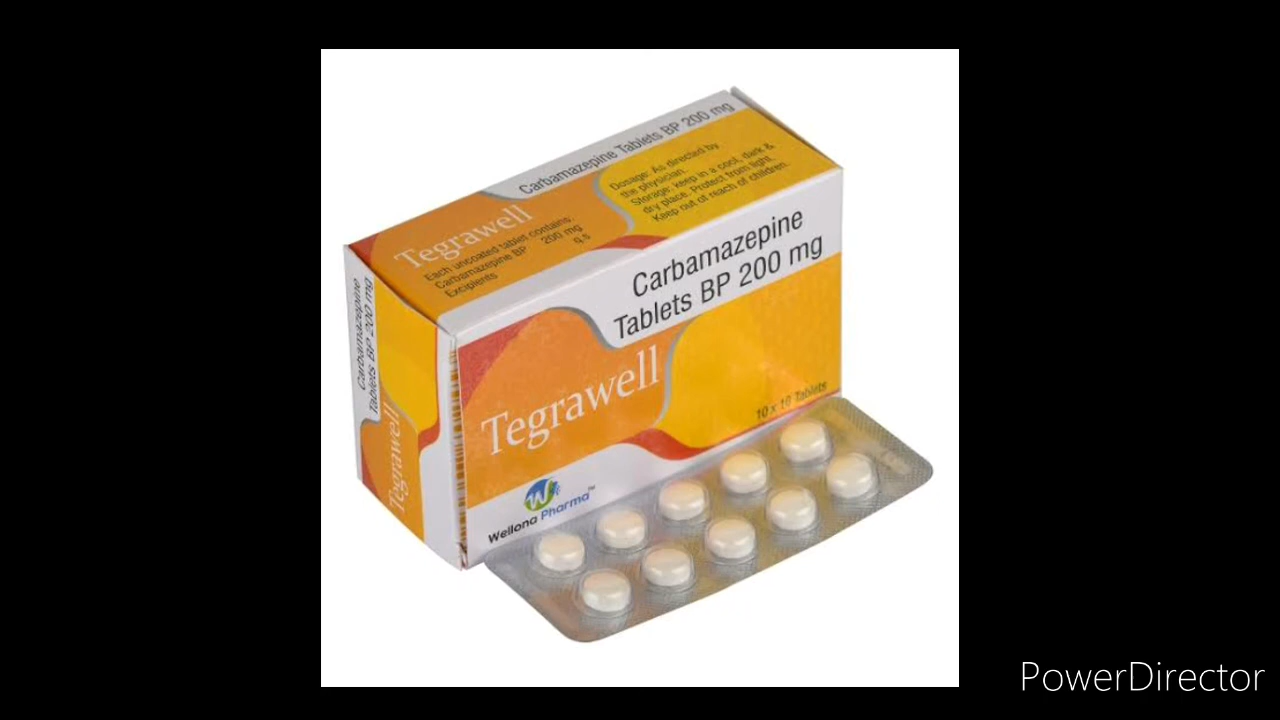 Carbamazepine Tablets BP 200 mg
Tegrawell
Each uncoated tablet contains:
Carbamazepine BP 200 mg
Excipients q.s
Dosage: As directed by
the physician.
Storage: keep in a cool, dark &
dry place. Protect from light.
Keep out of reach of children.
Carbamazepine
Tablets BP 200 mg
Tegrawell
Carbamazepine
Tablets BP 200 mg
Tegrawell
10 x 10 Tablets
W
Wellona Pharma™
PowerDirector